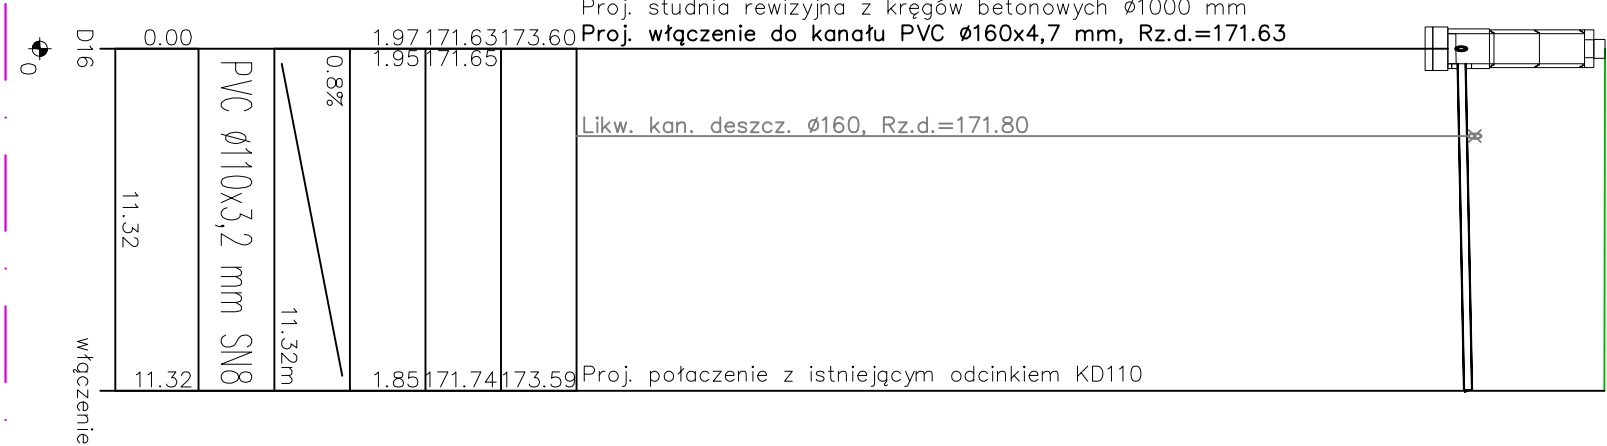 Proj. studnia rewizyjna z kręgów betonowych Ø1000 mm
Proj. włączenie do kanału PVC Ø160x4,7 mm, Rz.d.=171.63
D16
0.00
1.97
171.63
173.60
1.95
171.65
0
PVC Ø110x3,2 mm SN8
0.8%
Likw. kan. deszcz. Ø160, Rz.d.=171.80
11.32
11.32m
włączenie
11.32
1.85
171.74
173.59
Proj. połaczenie z istniejącym odcinkiem KD110